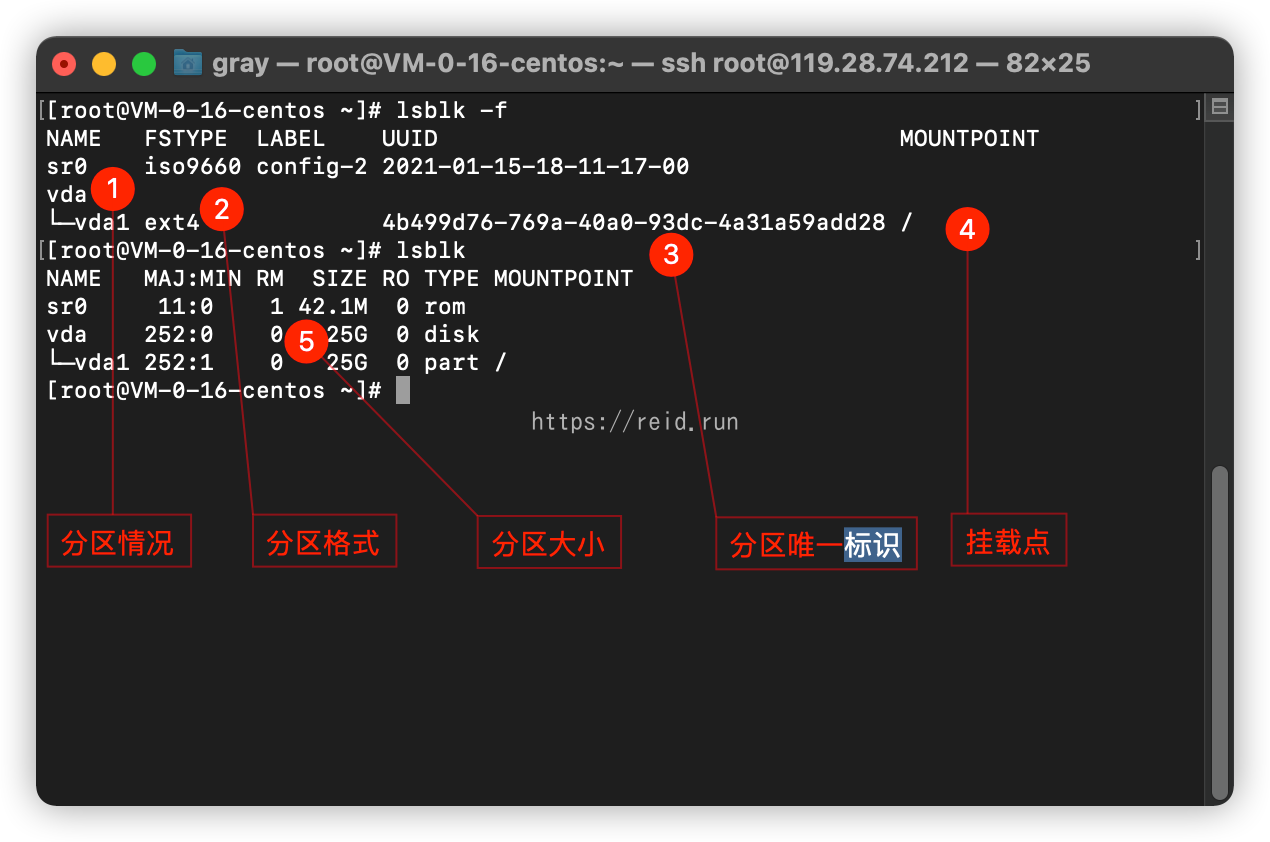 gray — root@VM-0-16-centos:~ — ssh root@119.28.74.212 — 82×25
[[root@VM-0-16-centos ~]# lsblk -f ]
NAME   FSTYPE  LABEL    UUID                                 MOUNTPOINT
sr0    iso9660 config-2 2021-01-15-18-11-17-00
vda
└─vda1 ext4             4b499d76-769a-40a0-93dc-4a31a59add28 /
[[root@VM-0-16-centos ~]# lsblk ]
NAME   MAJ:MIN RM  SIZE RO TYPE MOUNTPOINT
sr0     11:0    1 42.1M  0 rom
vda    252:0    0   25G  0 disk
└─vda1 252:1    0   25G  0 part /
[root@VM-0-16-centos ~]#
1
2
3
4
5
https://reid.run
分区情况
分区格式
分区大小
分区唯一标识
挂载点